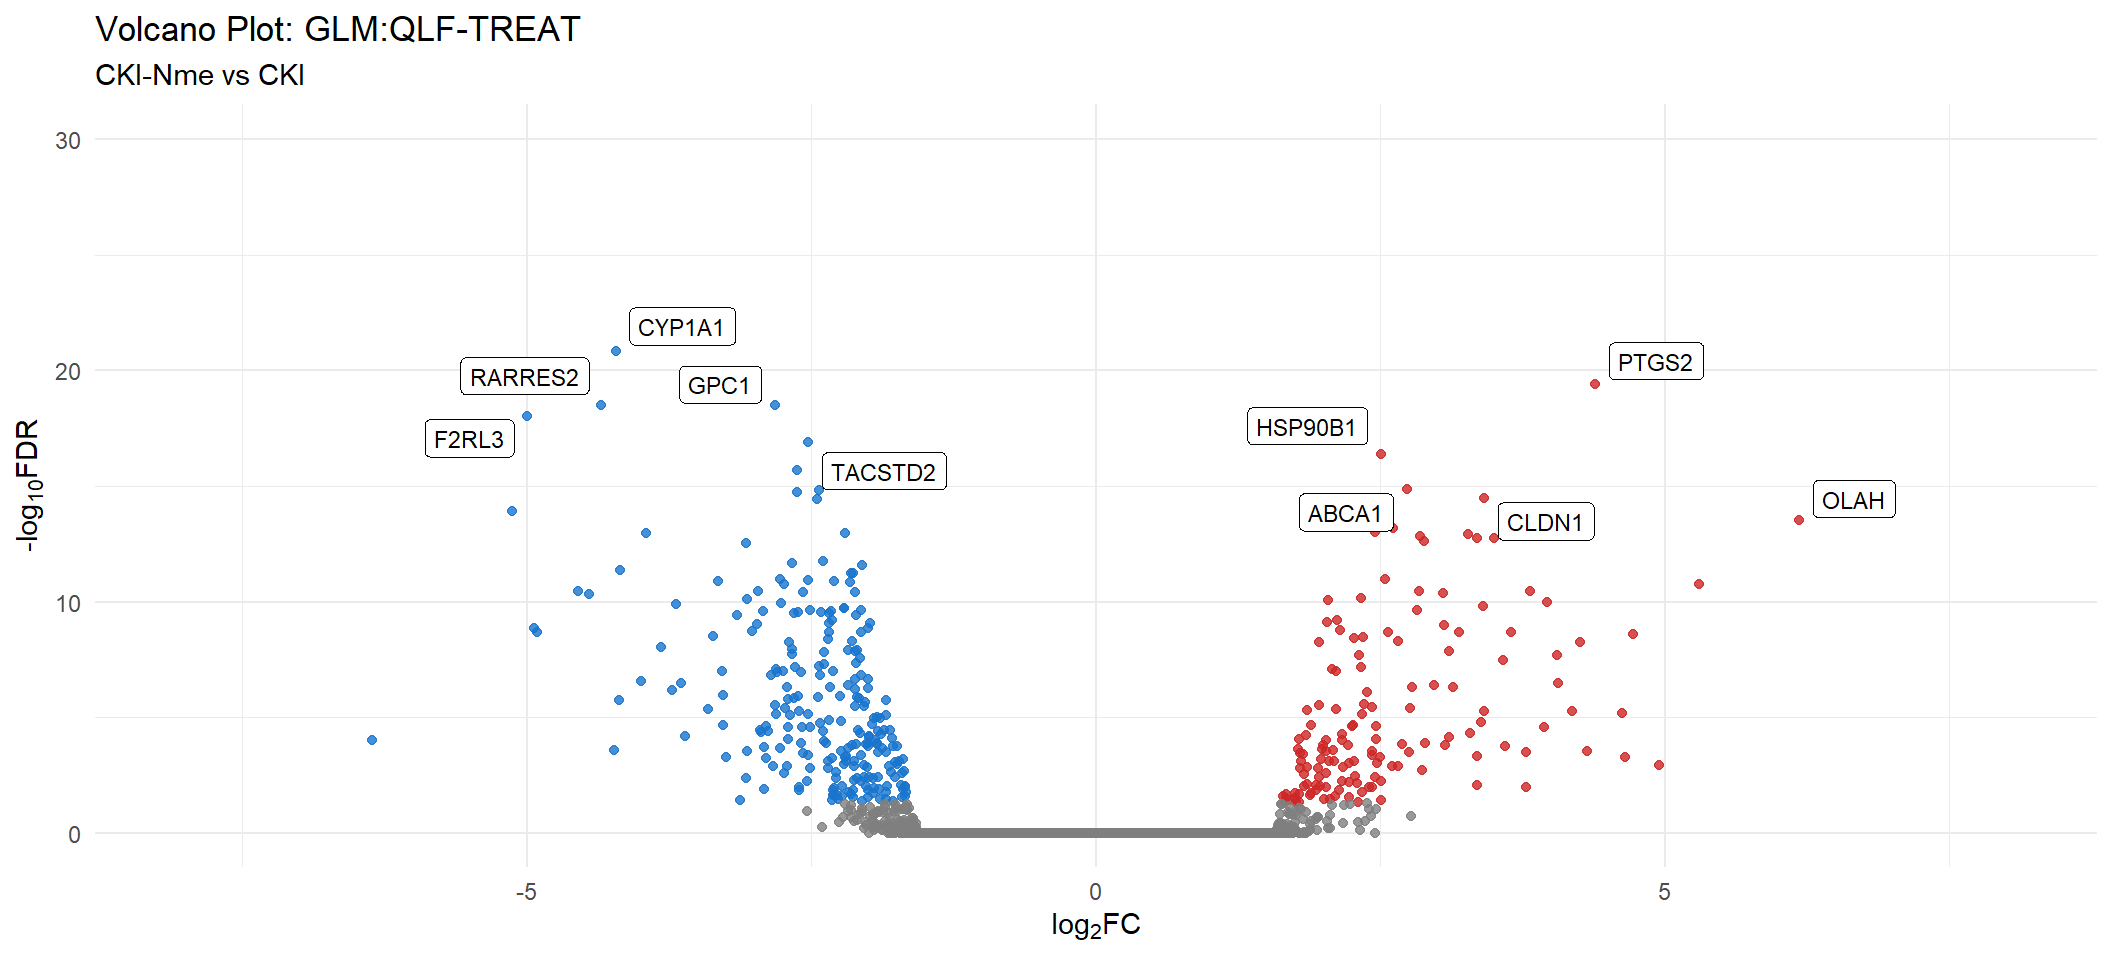 Volcano Plot: GLM:QLF-TREAT
CKI-Nme vs CKI
30
20
10
0
-log10FDR
CYP1A1
RARRES2
GPC1
F2RL3
TACSTD2
PTGS2
HSP90B1
ABCA1
CLDN1
OLAH
-5
0
5
log2FC